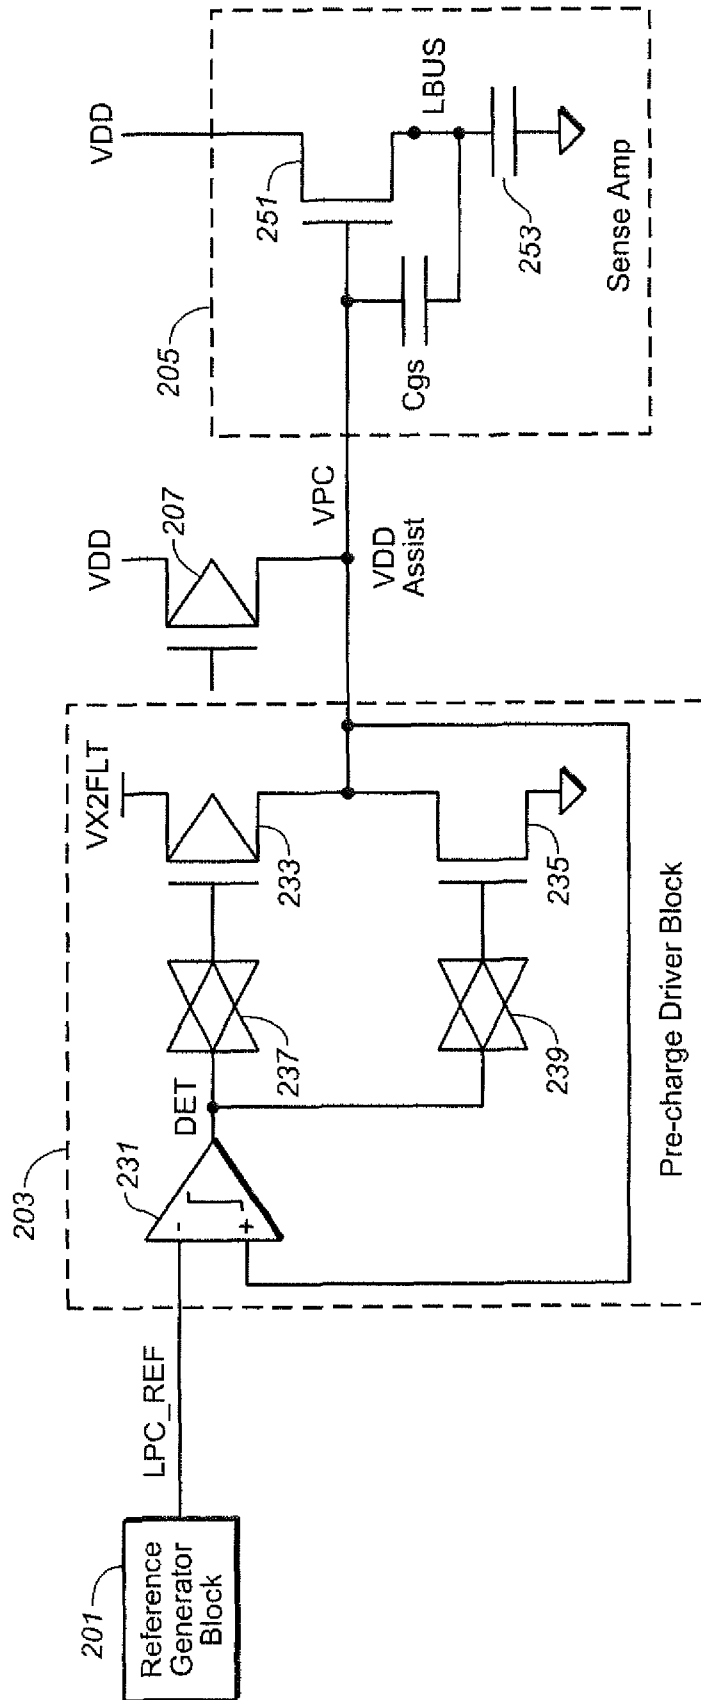 201
Reference
Generator
Block
LPC_REF
203
231
-
+
DET
237
239
VX2FLT
233
235
Pre-charge Driver Block
VDD
207
VPC
VDD
Assist
205
VDD
251
Cgs
LBUS
253
Sense Amp